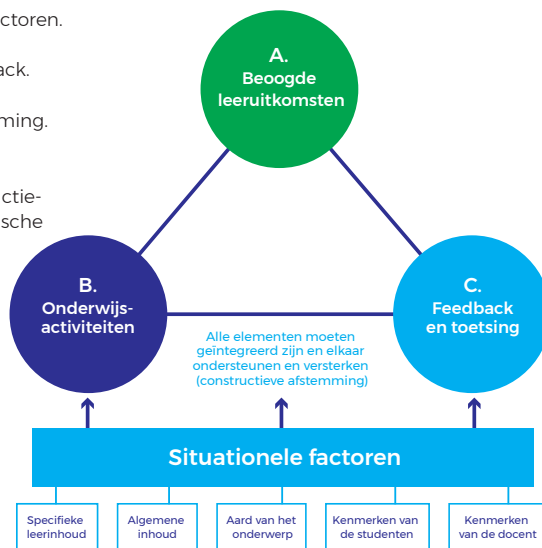 ctoren.
ack.
ming.
ctie-
sche
A.
Beoogde
leeruitkomsten
B.
Onderwijs-
activiteiten
C.
Feedback
en toetsing
Alle elementen moeten
geïntegreerd zijn en elkaar
ondersteunen en versterken
(constructieve afstemming)
Situationele factoren
Specifieke
leerinhoud
Algemene
inhoud
Aard van het
onderwerp
Kenmerken van
de studenten
Kenmerken
van de docent